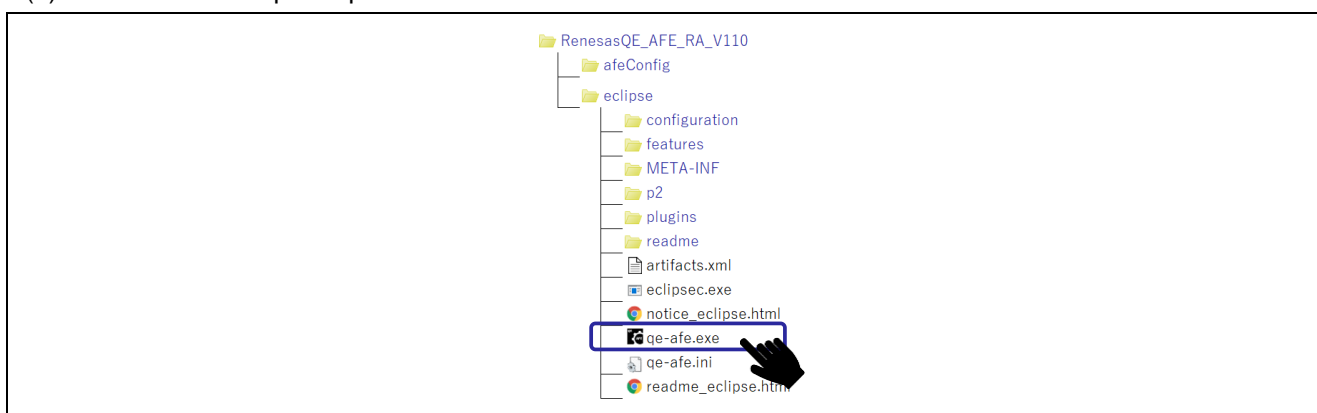 RenesasQE_AFE_RA_V110
afeConfig
eclipse
configuration
features
META-INF
p2
plugins
readme
artifacts.xml
eclipsec.exe
notice_eclipse.html
qe-afe.exe
qe-afe.ini
readme_eclipse.html